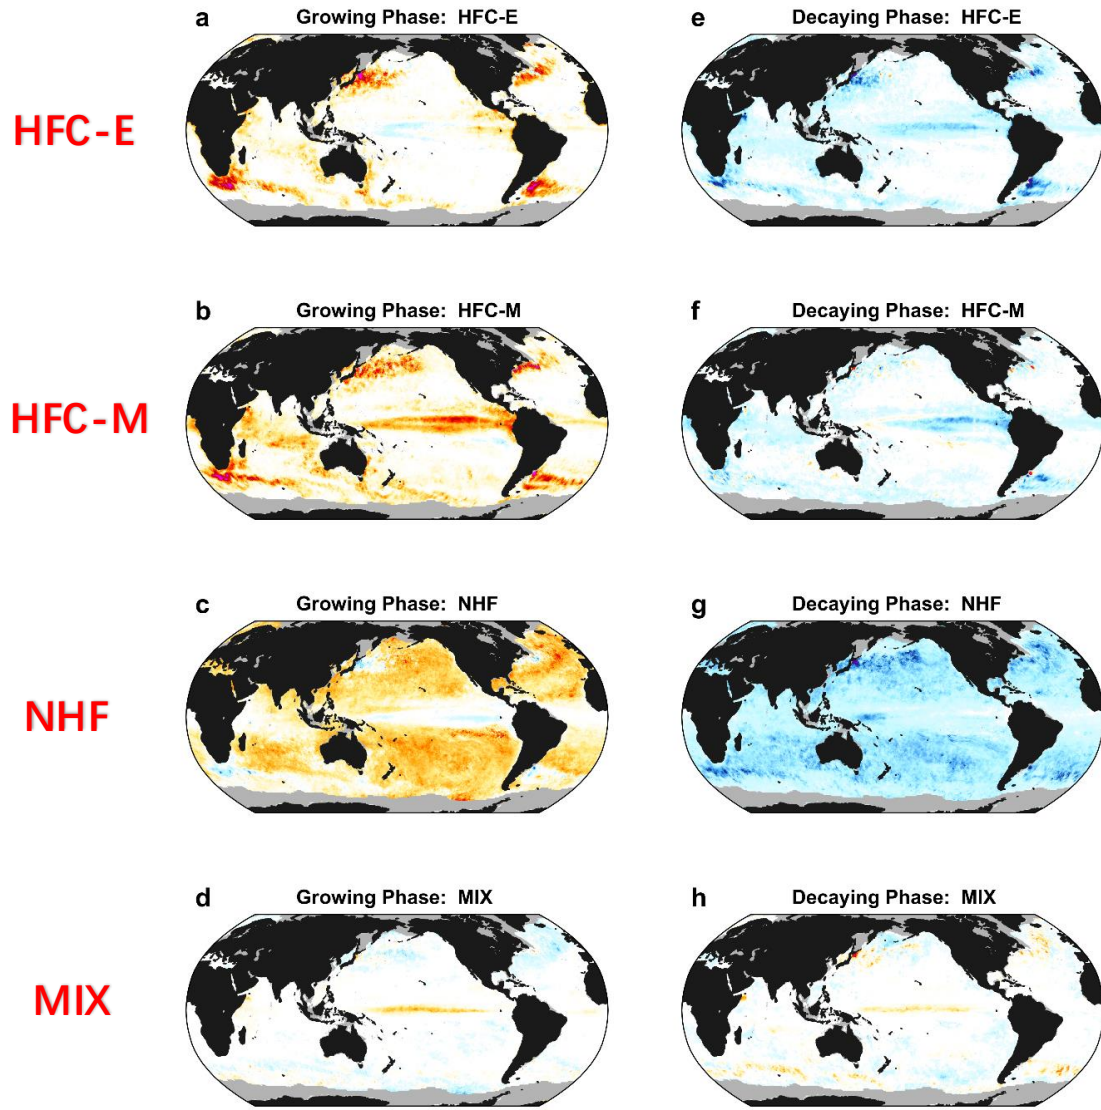 a Growing Phase: HFC-E
e Decaying Phase: HFC-E
HFC-E
b Growing Phase: HFC-M
f Decaying Phase: HFC-M
HFC-M
c Growing Phase: NHF
g Decaying Phase: NHF
NHF
d Growing Phase: MIX
h Decaying Phase: MIX
MIX